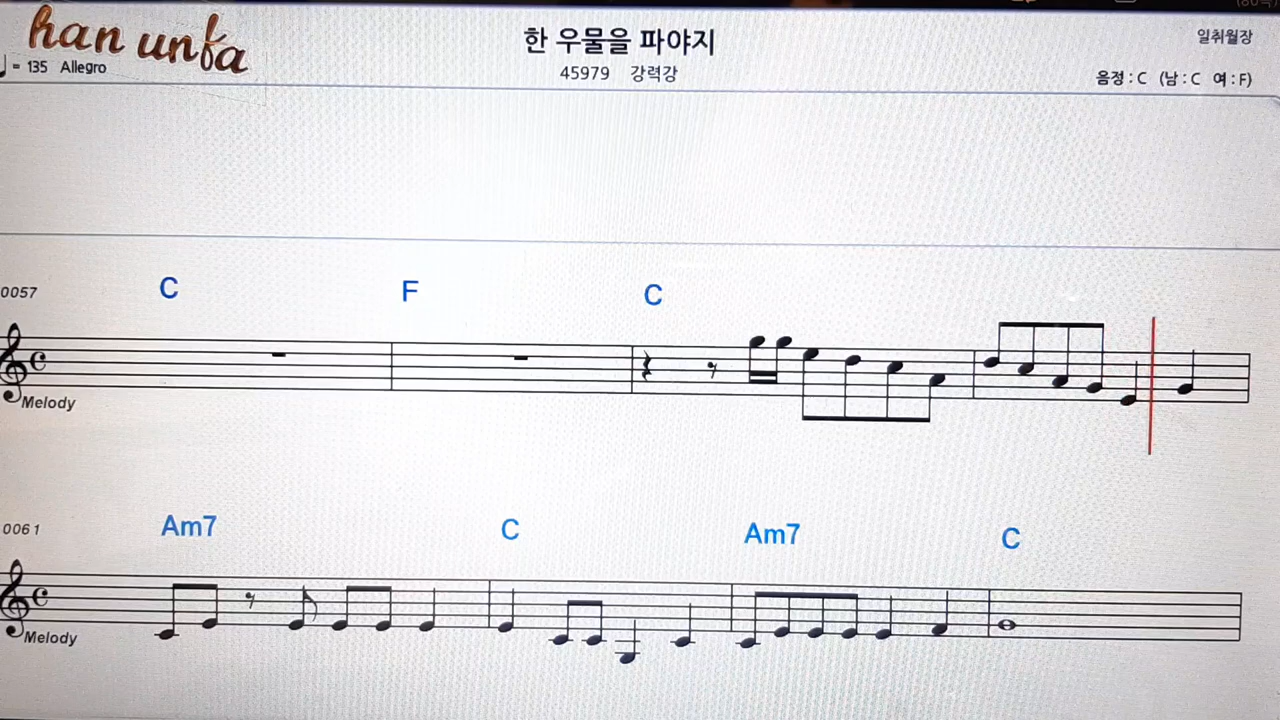 han unfa
한 우물을 파야지
일취월장
♩ = 135 Allegro
45979 강력강
음정 : C (남 : C 여 : F)
0057
C F C
Melody
0061
Am7 C Am7 C
Melody